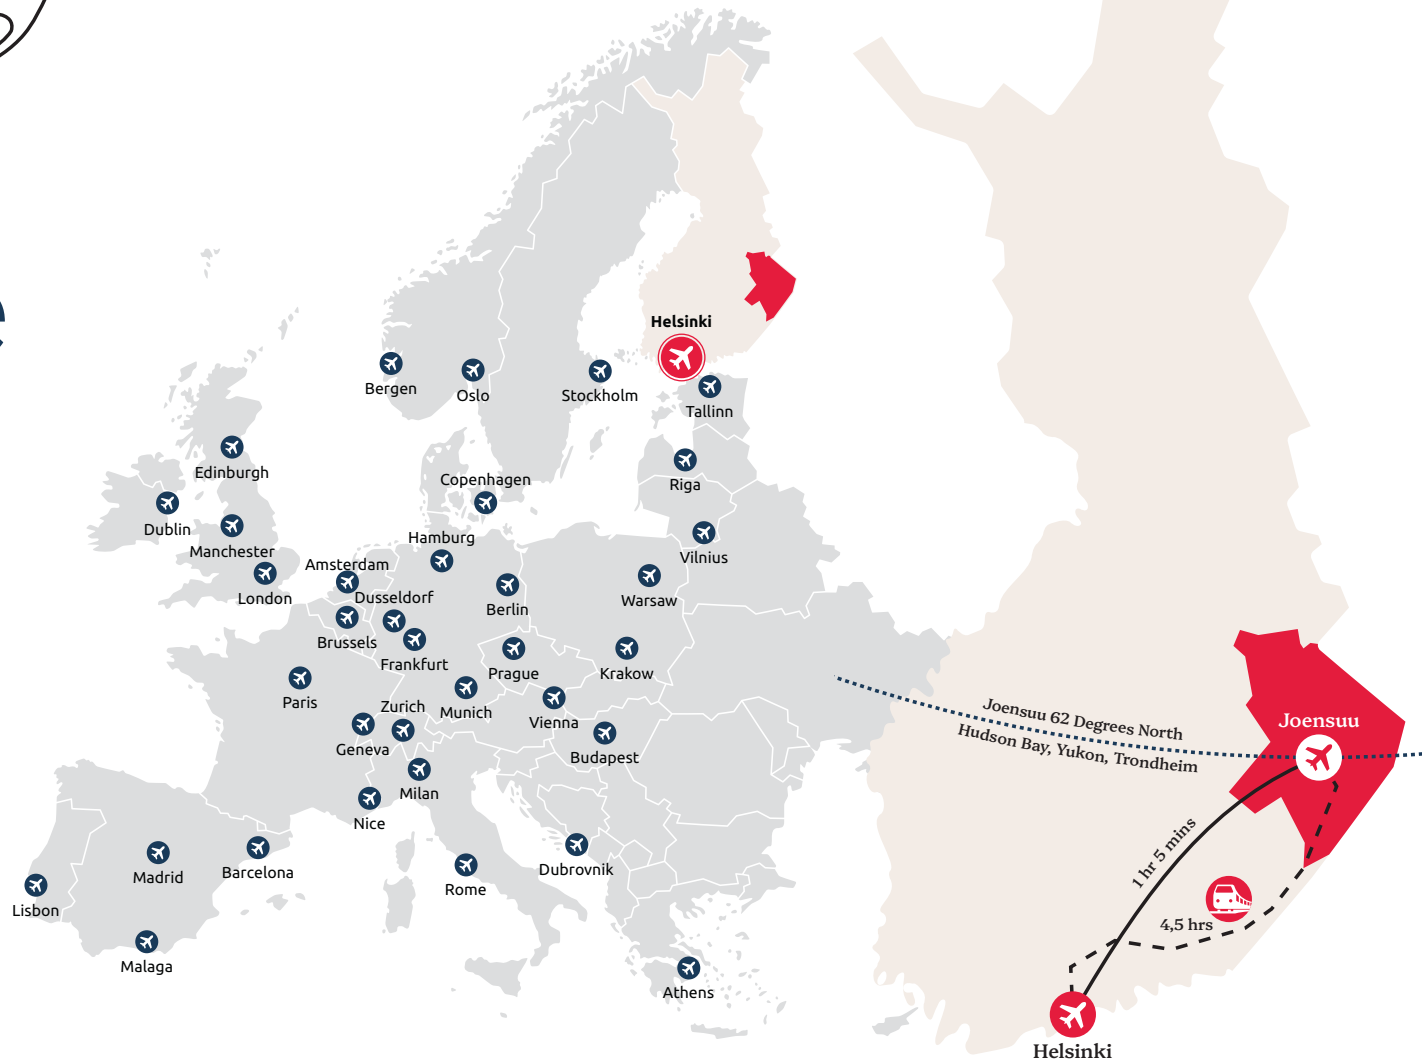 e
Helsinki
Bergen
Oslo
Stockholm
Tallinn
Edinburgh
Copenhagen
Riga
Dublin
Manchester
Hamburg
Vilnius
Amsterdam
London
Dusseldorf
Berlin
Warsaw
Brussels
Frankfurt
Prague
Krakow
Paris
Zurich
Munich
Vienna
Geneva
Budapest
Milan
Nice
Madrid
Barcelona
Dubrovnik
Rome
Lisbon
Malaga
Athens
Joensuu 62 Degrees North
Hudson Bay, Yukon, Trondheim
Joensuu
1 hr 5 mins
4,5 hrs
Helsinki